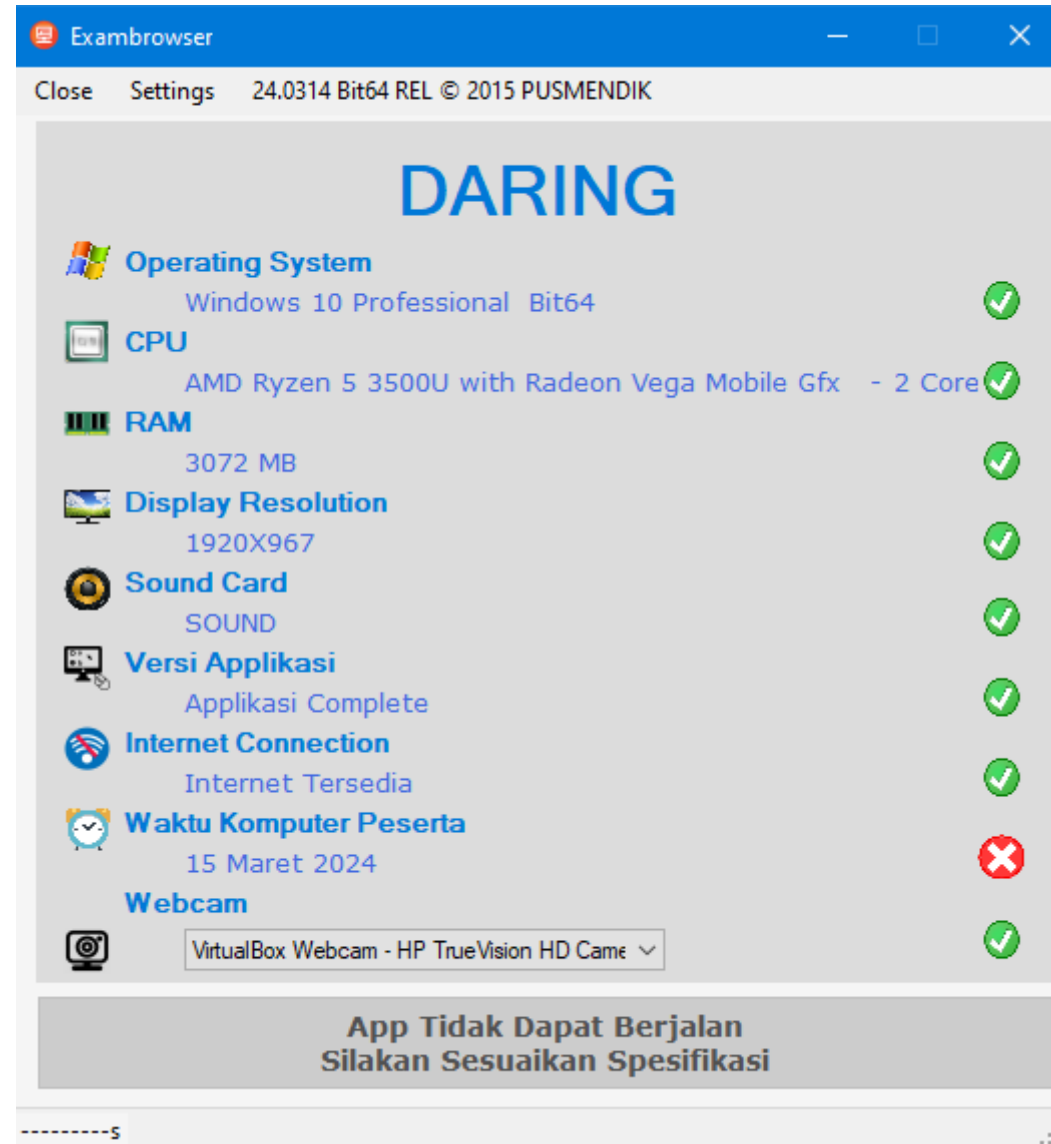 Exambrowser
Close Settings 24.0314 Bit64 REL © 2015 PUSMENDIK
DARING
Operating System
Windows 10 Professional Bit64
CPU
AMD Ryzen 5 3500U with Radeon Vega Mobile Gfx - 2 Core
RAM
3072 MB
Display Resolution
1920X967
Sound Card
SOUND
Versi Applikasi
Applikasi Complete
Internet Connection
Internet Tersedia
Waktu Komputer Peserta
15 Maret 2024
Webcam
VirtualBox Webcam - HP TrueVision HD Came
App Tidak Dapat Berjalan
Silakan Sesuaikan Spesifikasi
---------s